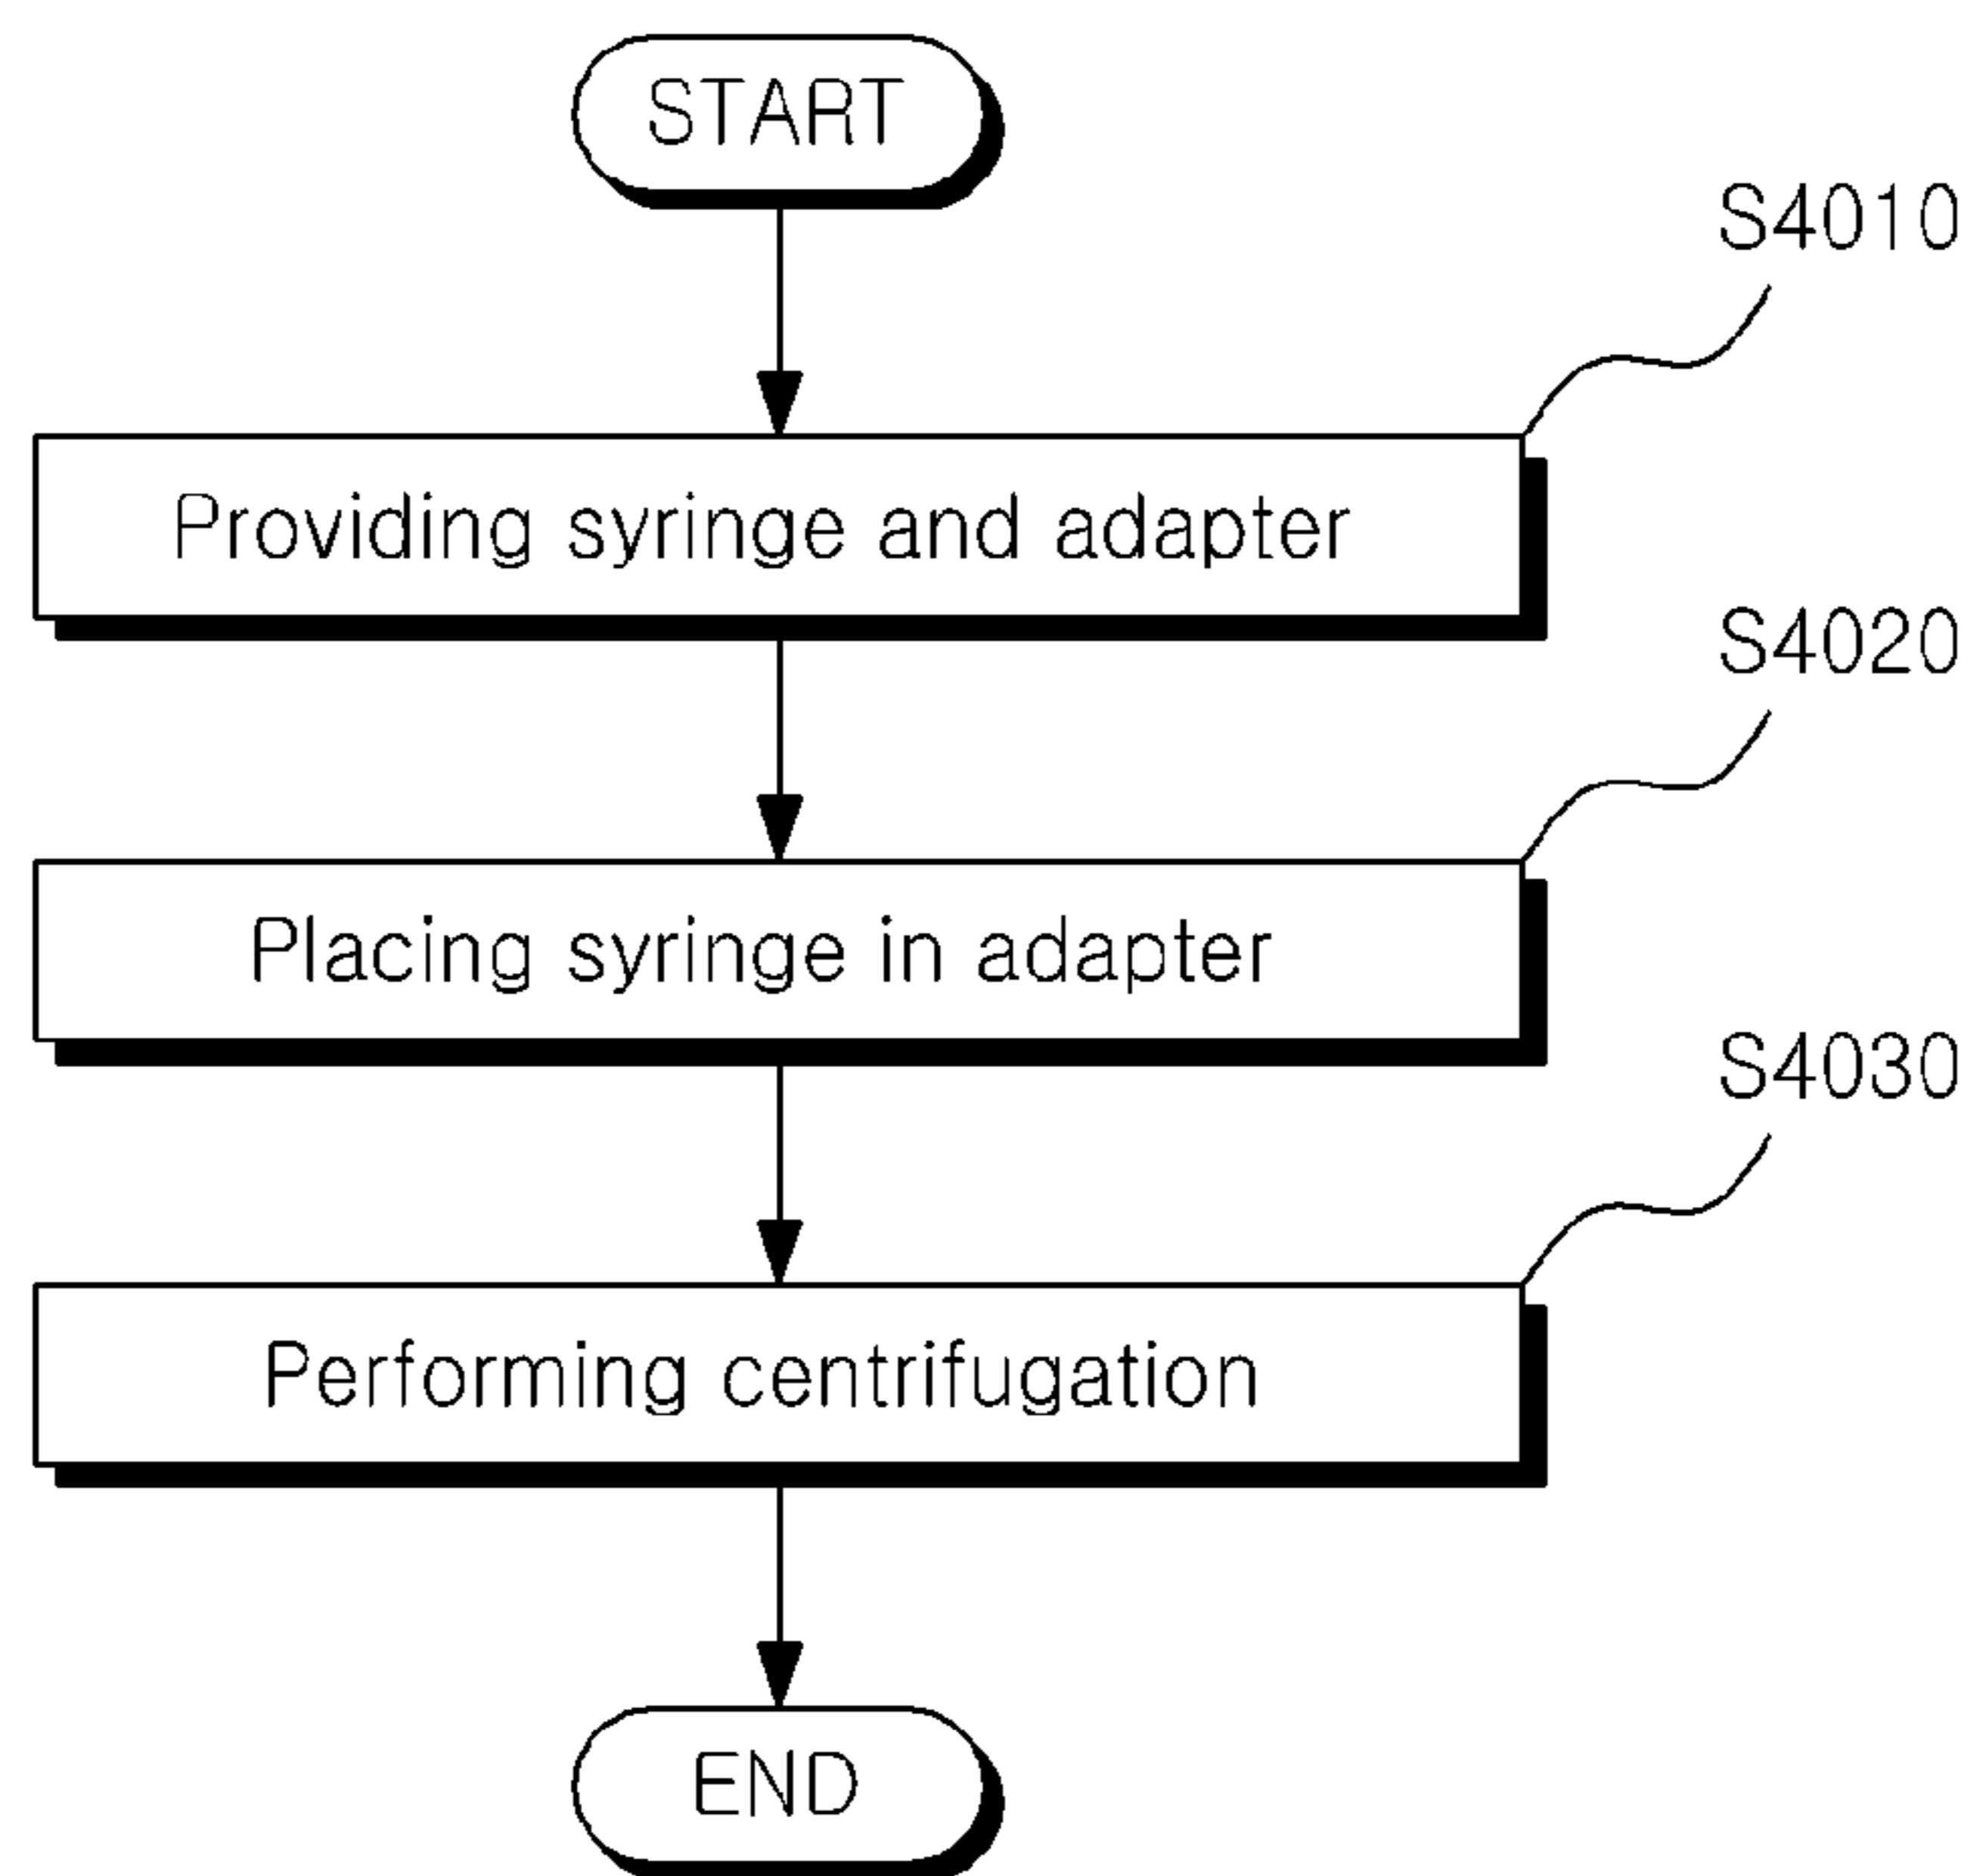 START
S4010
Providing syringe and adapter
S4020
Placing syringe in adapter
S4030
Performing centrifugation
END